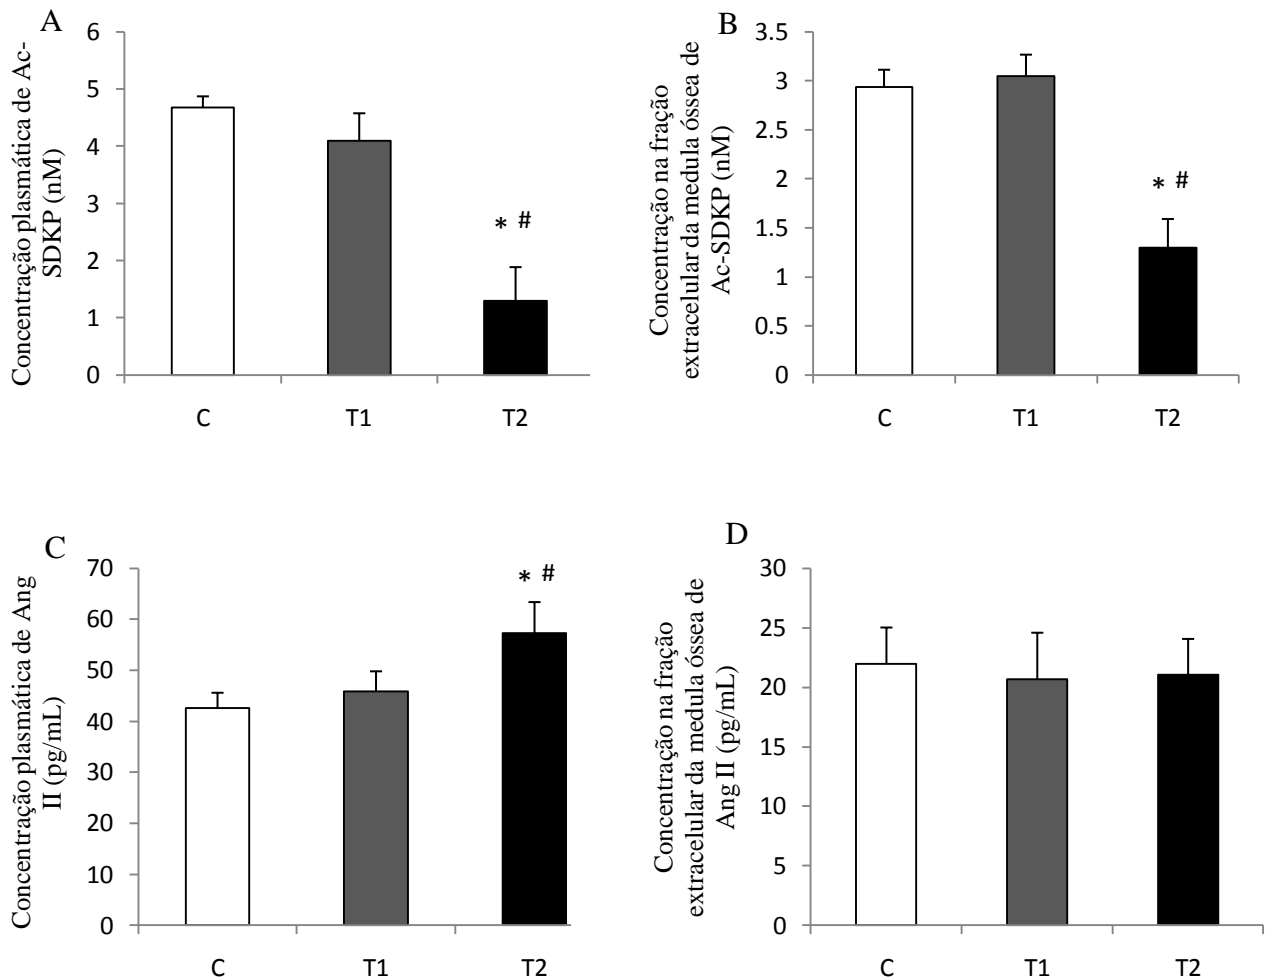 A
Concentração plasmática de Ac-
SDKP (nM)
6
5
4
3
2
1
0
* #
C T1 T2
B
Concentração na fração
extracelular da medula óssea de
Ac-SDKP (nM)
3.5
3
2.5
2
1.5
1
0.5
0
* #
C T1 T2
C
Concentração plasmática de Ang
II (pg/mL)
70
60
50
40
30
20
10
0
* #
C T1 T2
D
Concentração na fração
extracelular da medula óssea de
Ang II (pg/mL)
30
25
20
15
10
5
0
C T1 T2